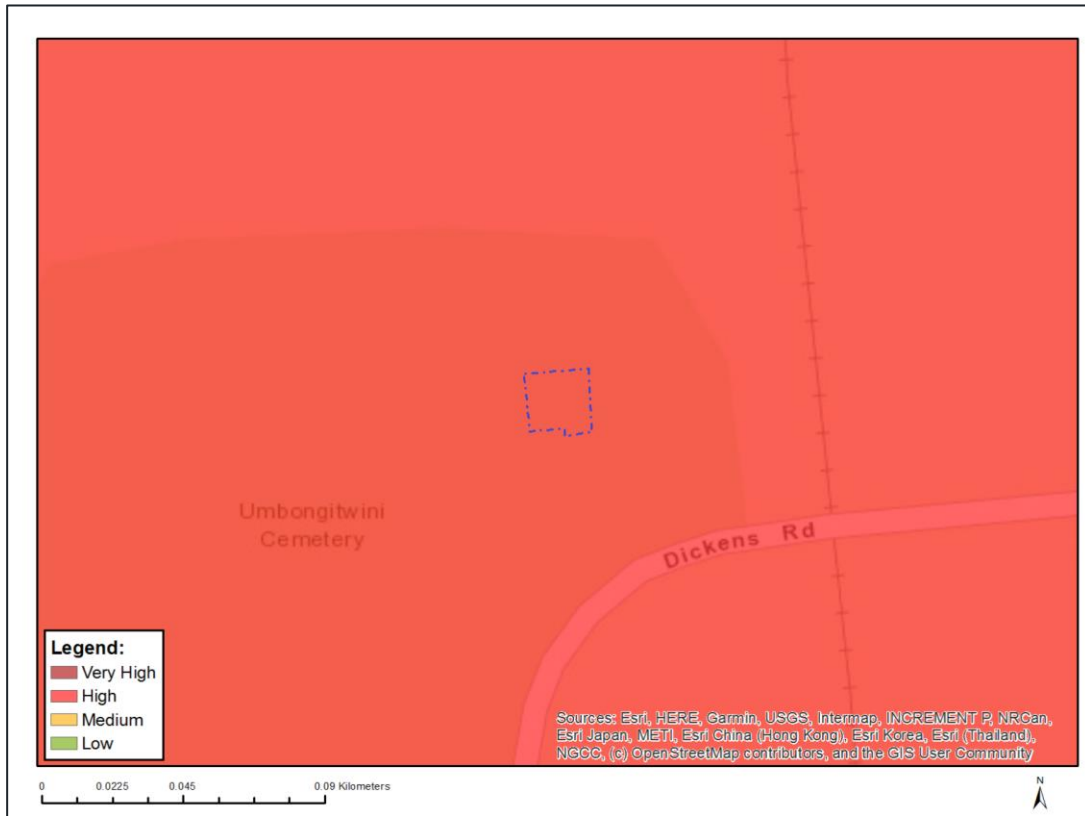 Umbongitwini
Cemetery
Dickens Rd
Legend:
Very High
High
Medium
Low
Sources: Esri, HERE, Garmin, USGS, Intermap, INCREMENT P, NRCan,
Esri Japan, METI, Esri China (Hong Kong), Esri Korea, Esri (Thailand),
NGCC, (c) OpenStreetMap contributors, and the GIS User Community
0 0.0225 0.045 0.09 Kilometers
N